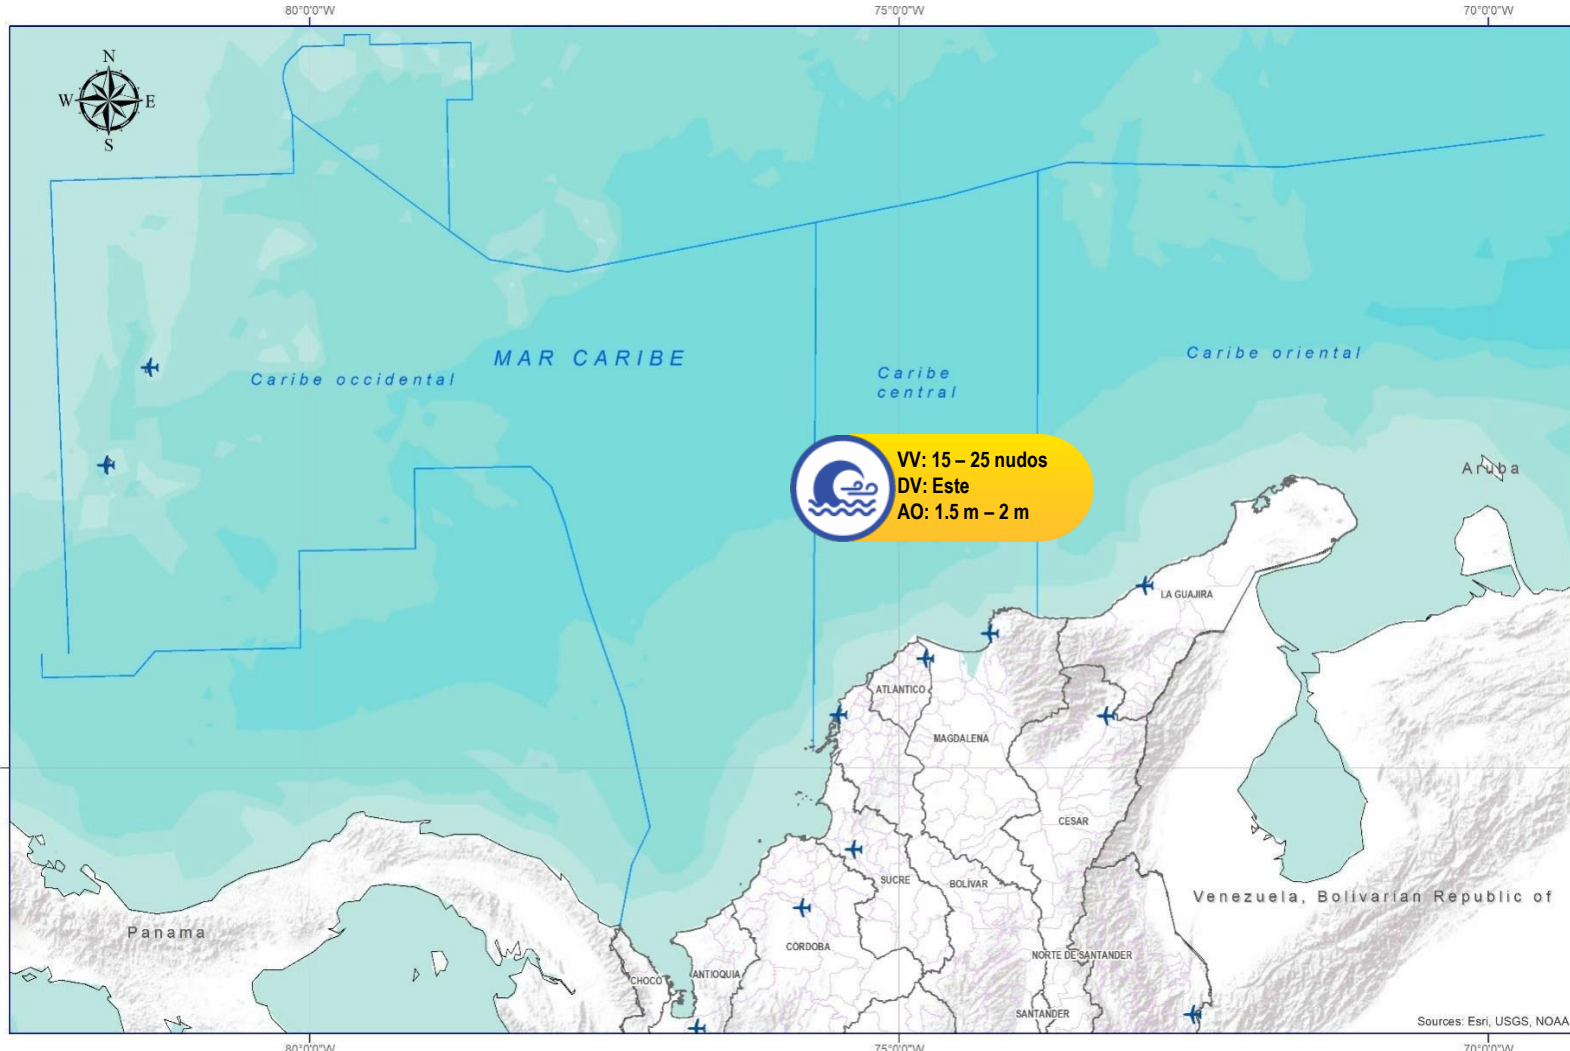 80°0'0"W
75°0'0"W
70°0'0"W
N
W
E
S
MAR CARIBE
Caribe occidental
Caribe
central
Caribe oriental
VV: 15 – 25 nudos
DV: Este
AO: 1.5 m – 2 m
Aruba
LA GUAJIRA
ATLANTICO
MAGDALENA
CESAR
SUCRE
BOLIVAR
Venezuela, Bolivarian Republic of
Panama
CORDOBA
NORTE DE SANTANDER
ANTIOQUIA
CHOCO
SANTANDER
Sources: Esri, USGS, NOAA
80°0'0"W
75°0'0"W
70°0'0"W